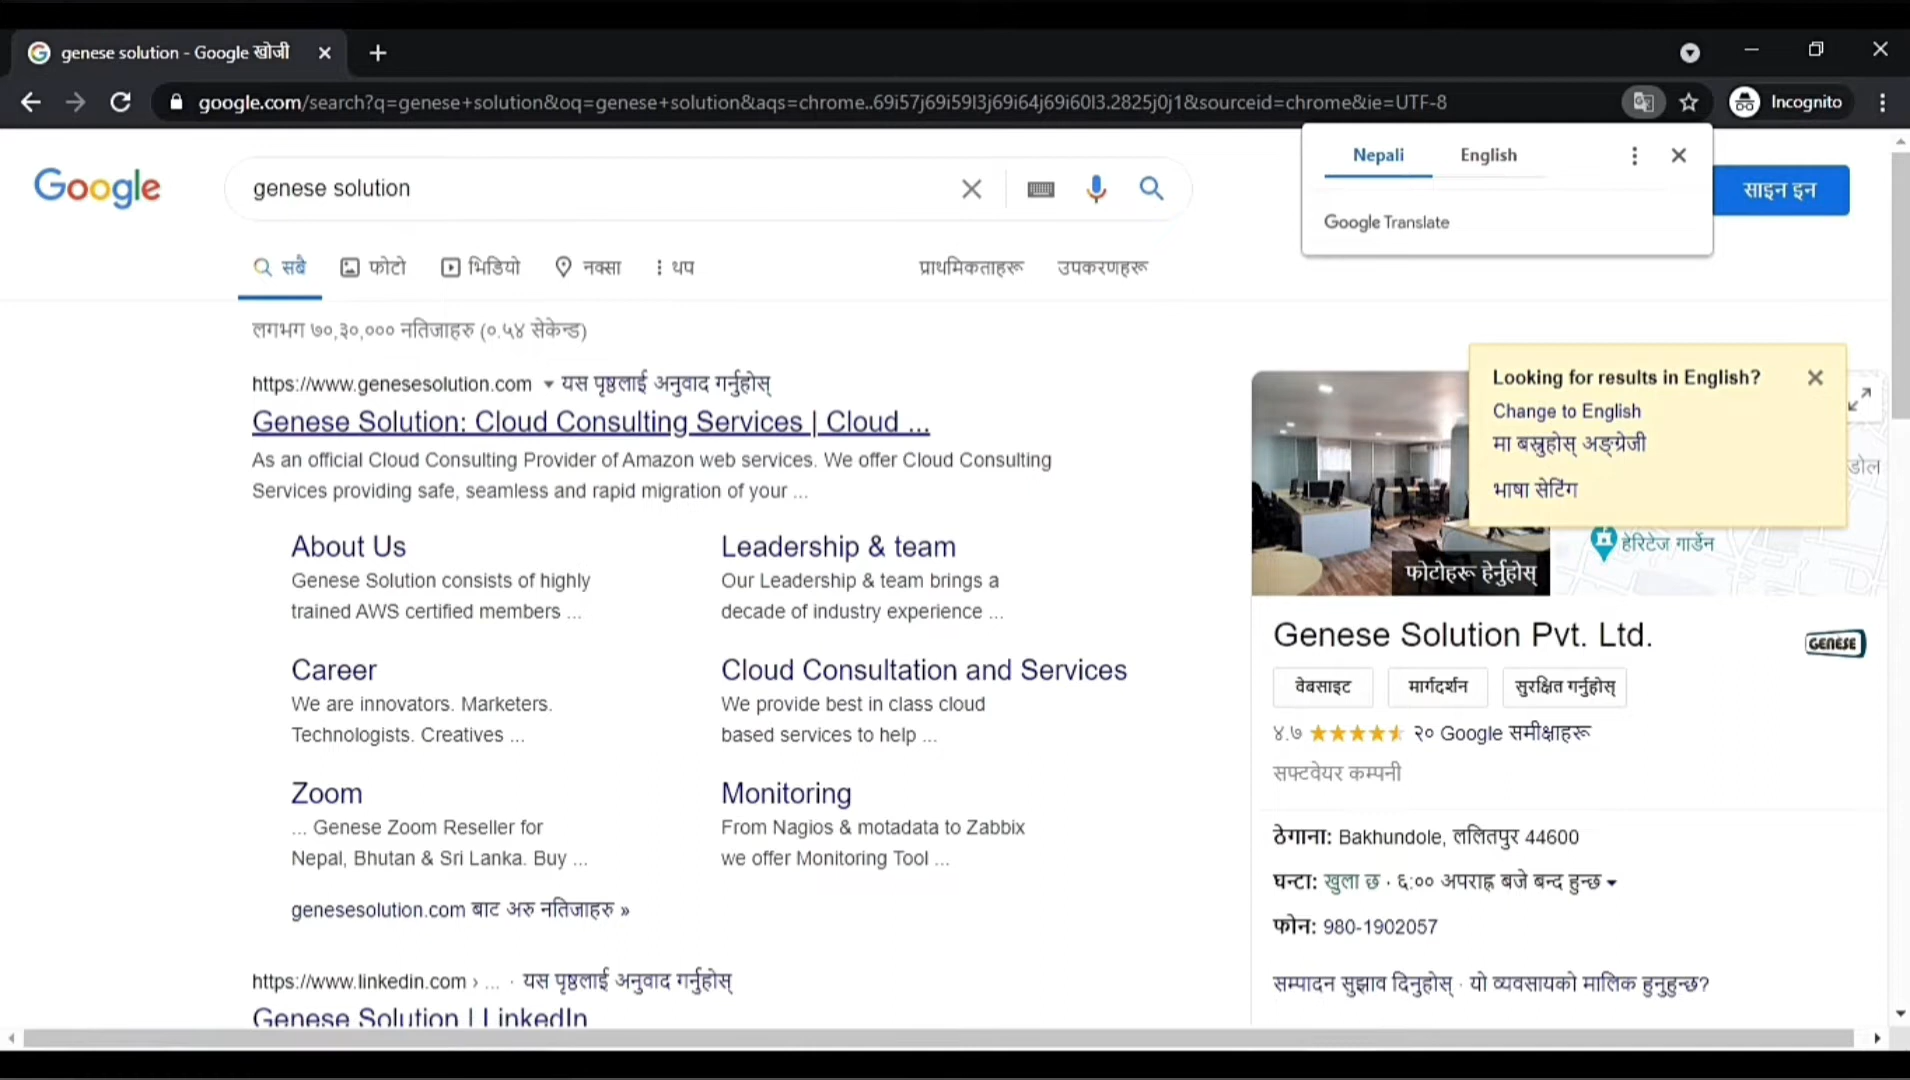 genese solution - Google खोजी
google.com/search?q=genese+solution&oq=genese+solution&aqs=chrome..69i57j69i59l3j69i64j69i60l3.2825j0j1&sourceid=chrome&ie=UTF-8
Incognito
Nepali English
Google Translate
Google
genese solution
साइन इन
सबै फोटो भिडियो नक्सा थप प्राथमिकताहरू उपकरणहरू
लगभग ७०,३०,००० नतिजाहरु (०.५४ सेकेन्ड)
https://www.genesesolution.com यस पृष्ठलाई अनुवाद गर्नुहोस्
Genese Solution: Cloud Consulting Services | Cloud ...
As an official Cloud Consulting Provider of Amazon web services. We offer Cloud Consulting
Services providing safe, seamless and rapid migration of your ...
About Us
Genese Solution consists of highly
trained AWS certified members ...
Leadership & team
Our Leadership & team brings a
decade of industry experience ...
Career
We are innovators. Marketers.
Technologists. Creatives ...
Cloud Consultation and Services
We provide best in class cloud
based services to help ...
Zoom
... Genese Zoom Reseller for
Nepal, Bhutan & Sri Lanka. Buy ...
Monitoring
From Nagios & motadata to Zabbix
we offer Monitoring Tool ...
genesesolution.com बाट अरु नतिजाहरु »
https://www.linkedin.com › ... · यस पृष्ठलाई अनुवाद गर्नुहोस्
Genese Solution | LinkedIn
Looking for results in English?
Change to English
मा बस्नुहोस् अङ्ग्रेजी
भाषा सेटिंग
डोल
हेरिटेज गार्डेन
फोटोहरू हेर्नुहोस्
Genese Solution Pvt. Ltd.
GENESE
वेबसाइट मार्गदर्शन सुरक्षित गर्नुहोस्
४.७ २० Google समीक्षाहरू
सफ्टवेयर कम्पनी
ठेगाना: Bakhundole, ललितपुर 44600
घन्टा: खुला छ · ६:०० अपराह्न बजे बन्द हुन्छ
फोन: 980-1902057
सम्पादन सुझाव दिनुहोस् · यो व्यवसायको मालिक हुनुहुन्छ?